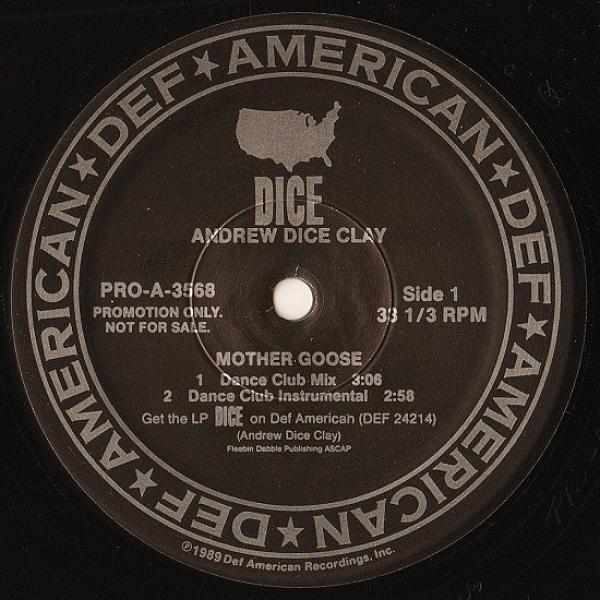 DEF ★ AMERICAN ★ DEF ★ AMERICAN ★ DEF ★ AMERICAN ★ DEF ★ AMERICAN ★
DICE
ANDREW DICE CLAY
PRO-A-3568
PROMOTION ONLY.
NOT FOR SALE.
Side 1
33 1/3 RPM
MOTHER GOOSE
1 Dance Club Mix 3:06
2 Dance Club Instrumental 2:58
Get the LP DICE on Def American (DEF 24214)
(Andrew Dice Clay)
Fleabin Dabble Publishing ASCAP
℗1989 Def American Recordings, Inc.